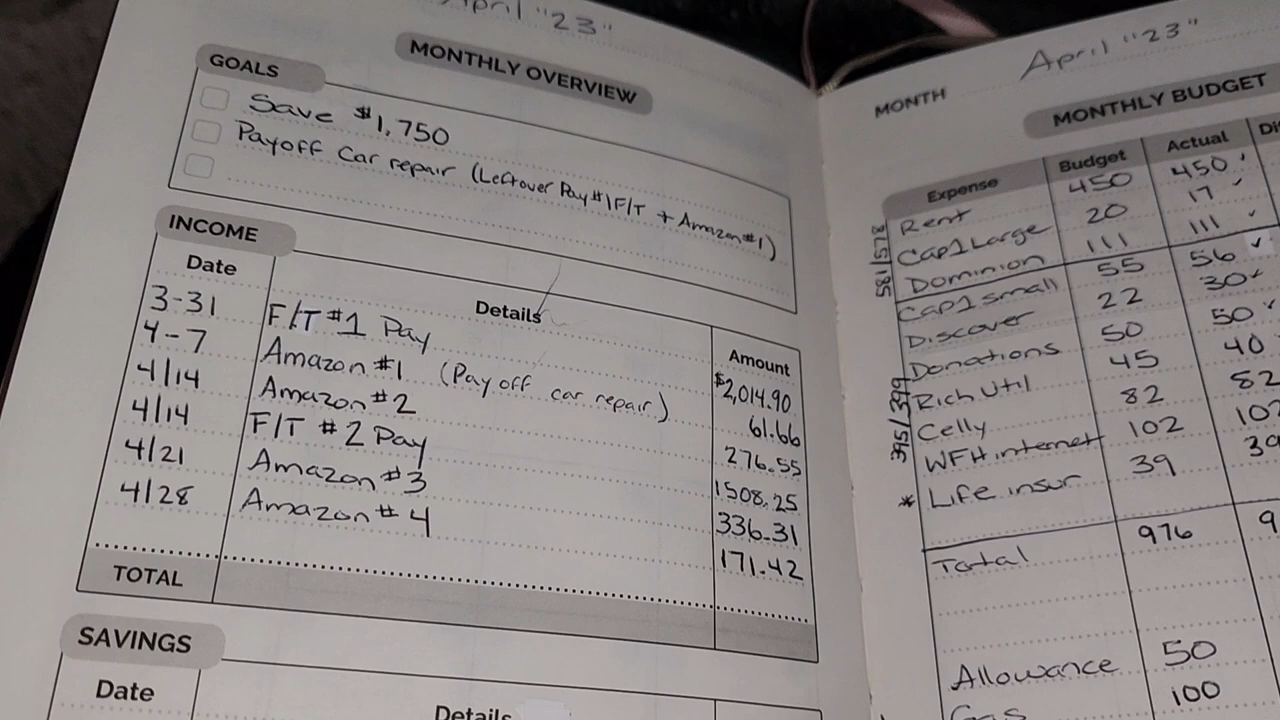 April "23"
MONTHLY OVERVIEW
GOALS
Save $1,750
Payoff Car repair (Leftover Pay#1 F/T + Amazon#1)
INCOME
Date Details Amount
3-31 F/T #1 Pay $2,014.90
4-7 Amazon #1 (Pay off car repair) 61.66
4/14 Amazon #2 276.55
4/14 F/T #2 Pay 1508.25
4/21 Amazon #3 336.31
4/28 Amazon #4 171.42
TOTAL
SAVINGS
Date Details
MONTH April "23"
MONTHLY BUDGET
Expense Budget Actual
Rent 450 450 ✓
Cap1Large 20 17 ✓
Dominion 111 111 ✓
581/578
Cap1small 55 56 ✓
Discover 22 30 ✓
Donations 50 50 ✓
Rich Util 45 40
Celly 82 82
WFH internet 102
* Life insur 39
Total 976
Allowance 50
Gas 100